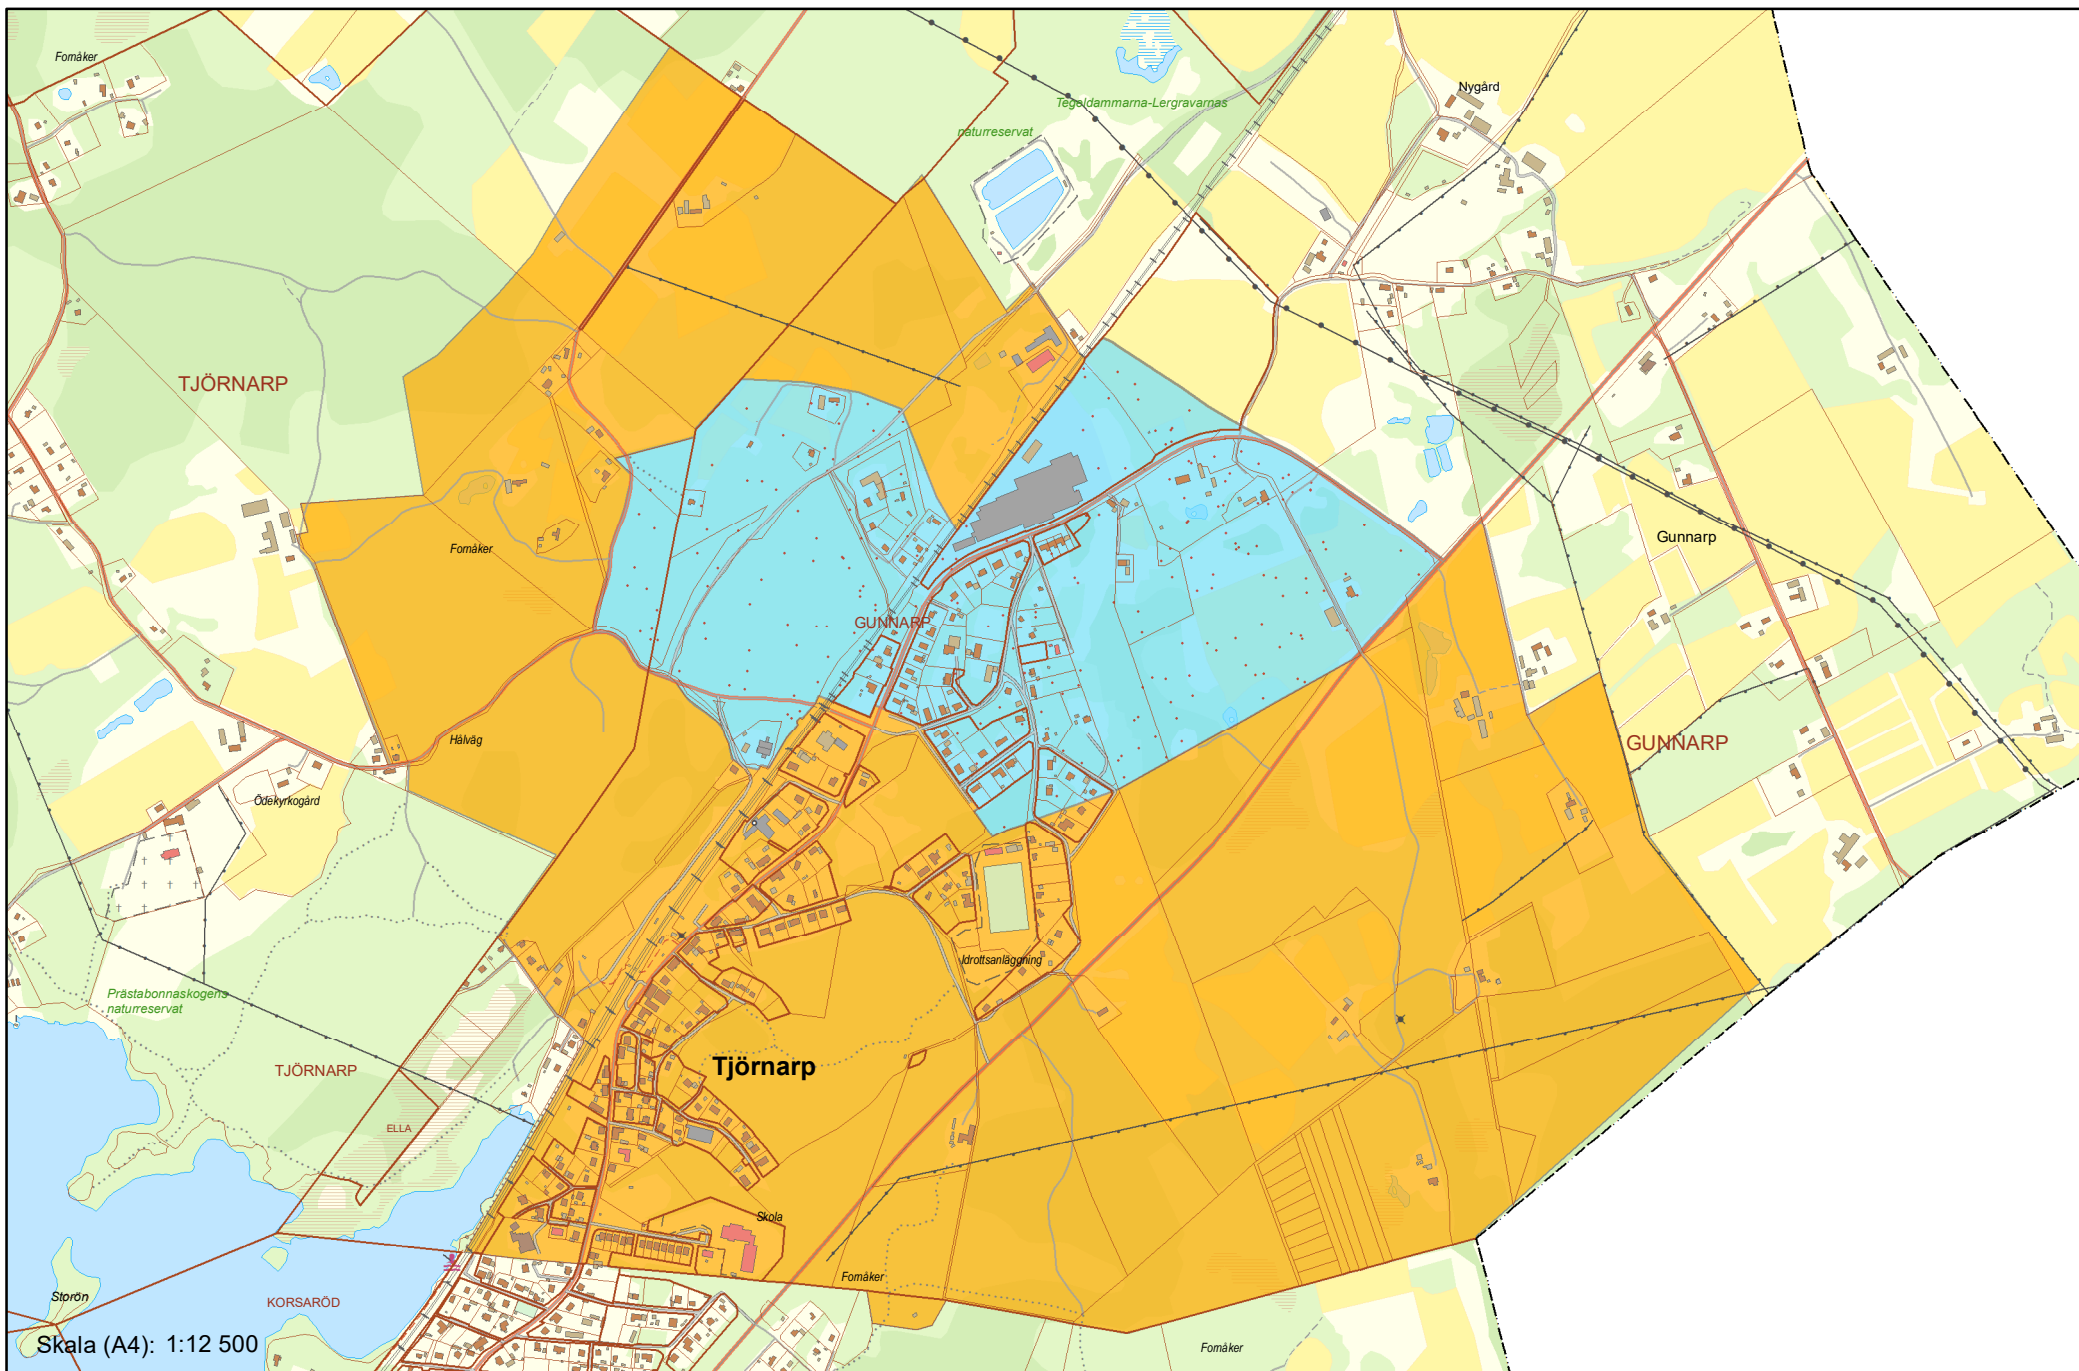 Fornåker
Nygård
Tegeldammarna-Lergravarnas
naturreservat
TJÖRNARP
Gunnarp
Fornåker
GUNNARP
Hålväg
GUNNARP
Ödekyrkogård
Idrottsanläggning
Prästabonnaskogens
naturreservat
Tjörnarp
TJÖRNARP
ELLA
Skola
Fornåker
Storön
KORSARÖD
Skala (A4): 1:12 500
Fornåker